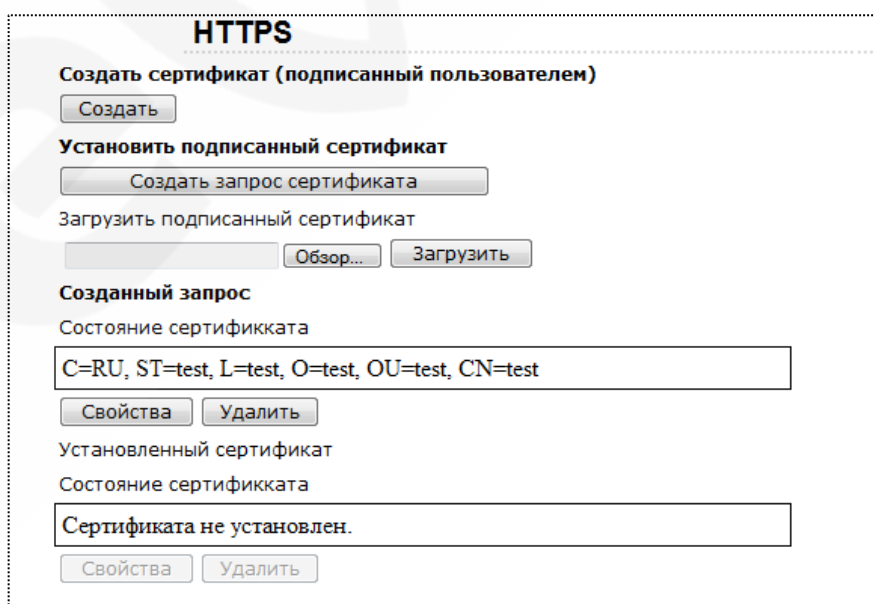 HTTPS
Создать сертификат (подписанный пользователем)
Создать
Установить подписанный сертификат
Создать запрос сертификата
Загрузить подписанный сертификат
Обзор... Загрузить
Созданный запрос
Состояние сертификката
C=RU, ST=test, L=test, O=test, OU=test, CN=test
Свойства Удалить
Установленный сертификат
Состояние сертификката
Сертификата не установлен.
Свойства Удалить